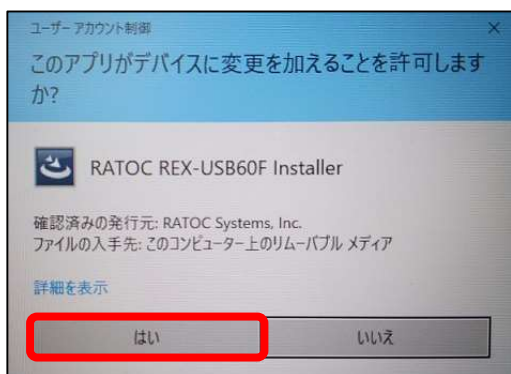 ユーザー アカウント制御
このアプリがデバイスに変更を加えることを許可します
か?
RATOC REX-USB60F Installer
確認済みの発行元: RATOC Systems, Inc.
ファイルの入手先: このコンピューター上のリムーバブル メディア
詳細を表示
はい
いいえ